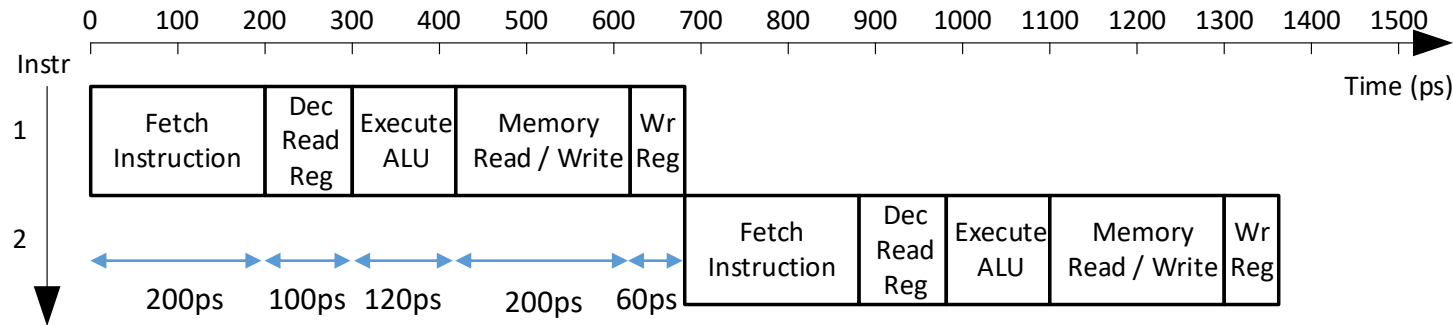 0 100 200 300 400 500 600 700 800 900 1000 1100 1200 1300 1400 1500
Instr
Time (ps)
1
Fetch
Instruction
Dec
Read
Reg
Execute
ALU
Memory
Read / Write
Wr
Reg
2
Fetch
Instruction
Dec
Read
Reg
Execute
ALU
Memory
Read / Write
Wr
Reg
200ps 100ps 120ps 200ps 60ps